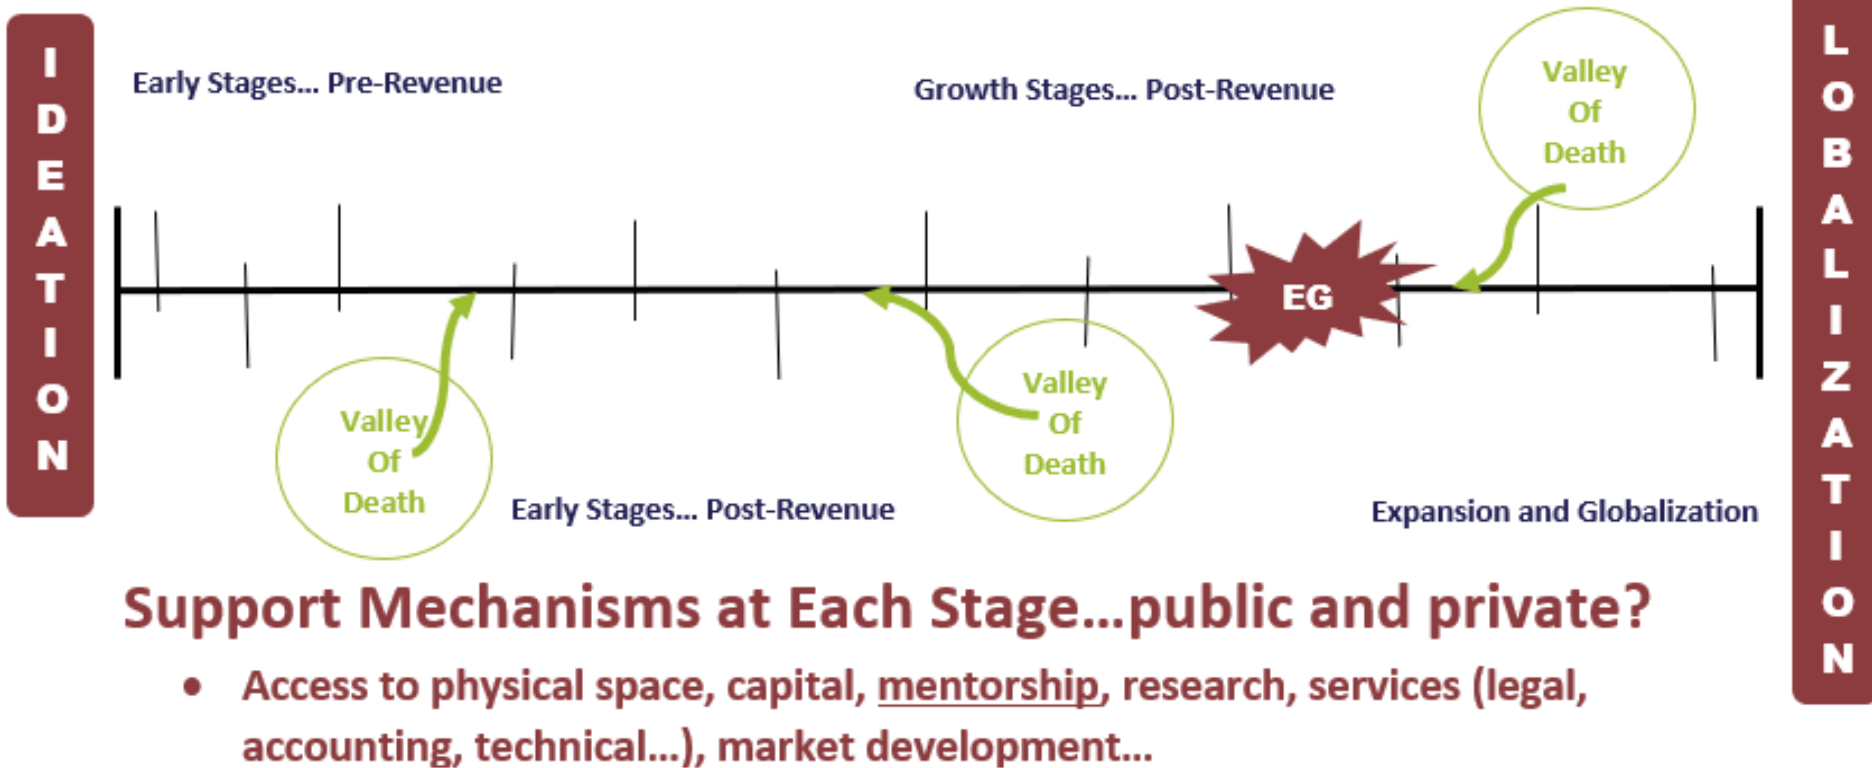 IDEATION
Early Stages... Pre-Revenue
Growth Stages... Post-Revenue
Valley
Of
Death
LOBALIZATION
EG
Valley
Of
Death
Valley
Of
Death
Early Stages... Post-Revenue
Expansion and Globalization
Support Mechanisms at Each Stage...public and private?
• Access to physical space, capital, mentorship, research, services (legal,
accounting, technical...), market development...